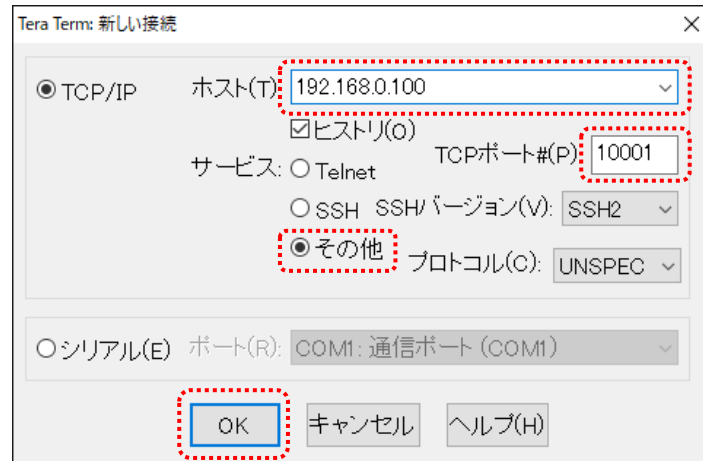 Tera Term: 新しい接続
TCP/IP ホスト(T) 192.168.0.100
ヒストリ(O)
サービス: Telnet TCPポート#(P) 10001
SSH SSHバージョン(V): SSH2
その他 プロトコル(C): UNSPEC
シリアル(E) ポート(R): COM1: 通信ポート (COM1)
OK キャンセル ヘルプ(H)